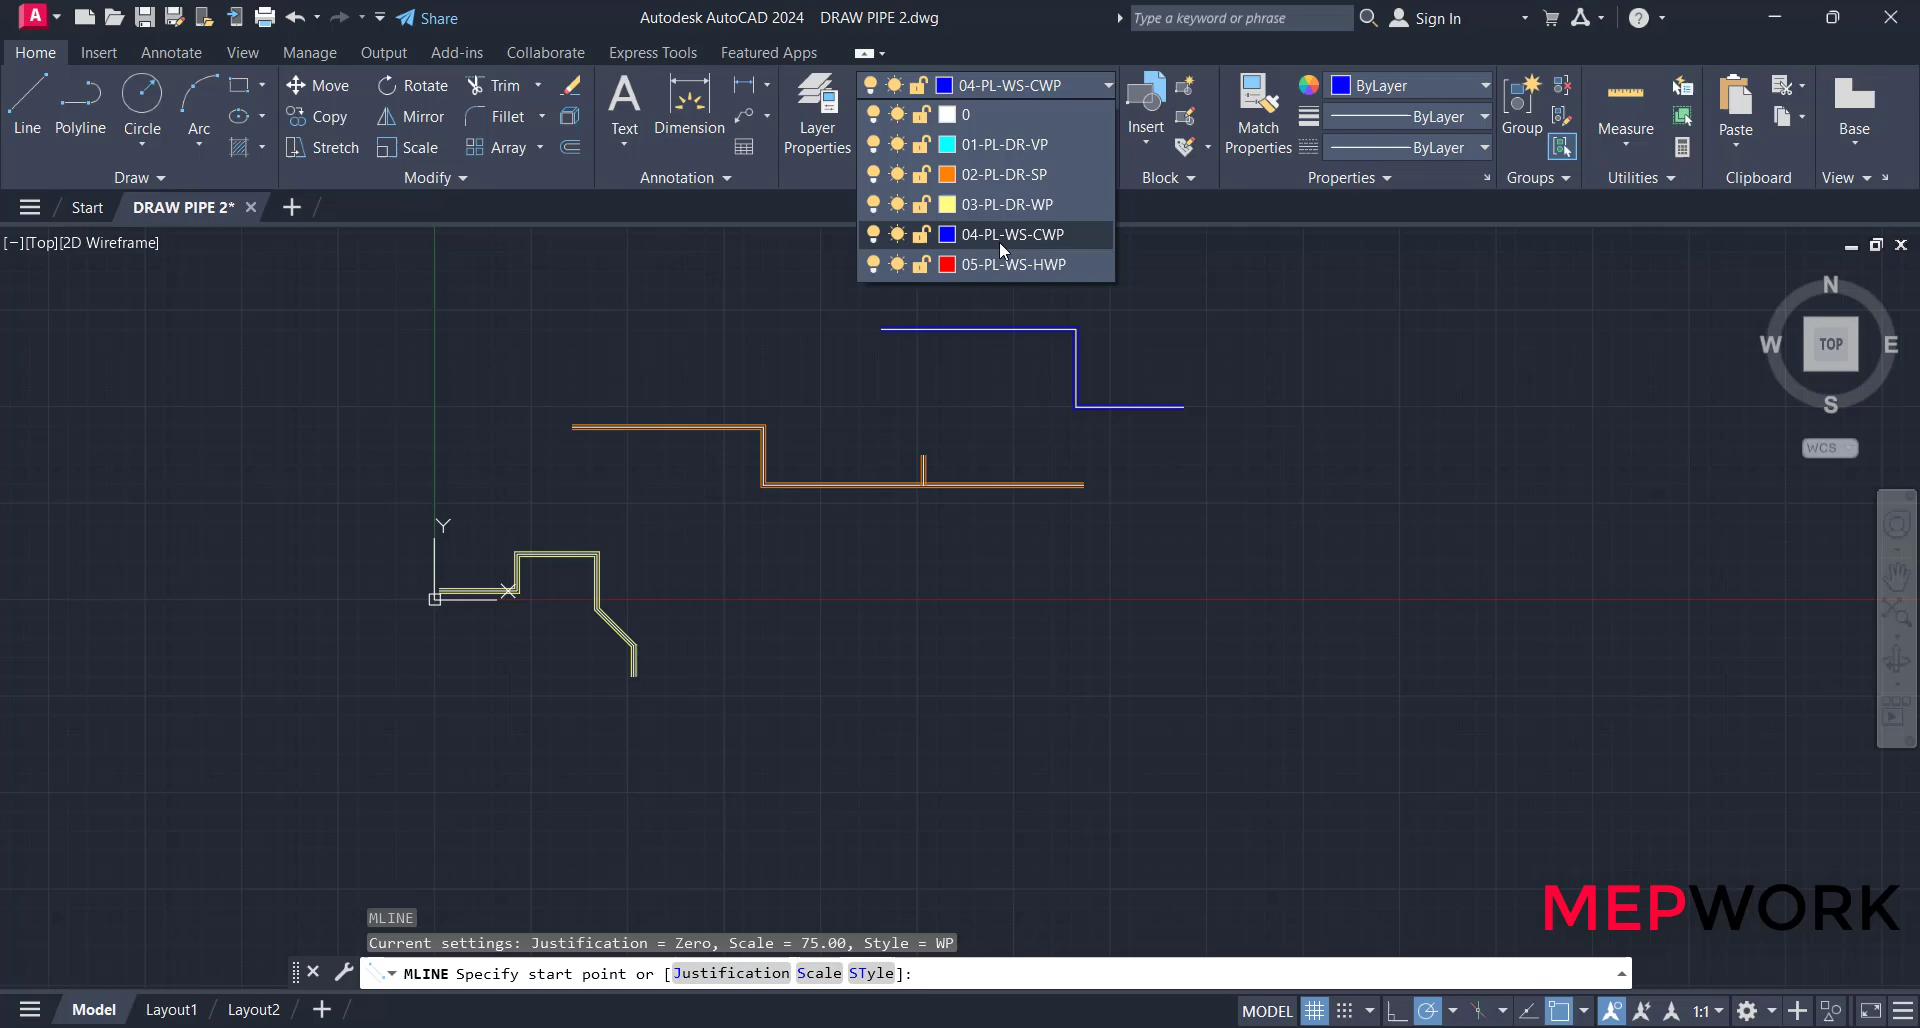 Share
Autodesk AutoCAD 2024 DRAW PIPE 2.dwg
Type a keyword or phrase
Sign In
Home Insert Annotate View Manage Output Add-ins Collaborate Express Tools Featured Apps
Line
Polyline
Circle
Arc
Draw
Move
Rotate
Trim
Copy
Mirror
Fillet
Stretch
Scale
Array
Modify
Text
Dimension
Annotation
Layer
Properties
04-PL-WS-CWP
0
01-PL-DR-VP
02-PL-DR-SP
03-PL-DR-WP
04-PL-WS-CWP
05-PL-WS-HWP
Insert
Block
Match
Properties
ByLayer
ByLayer
ByLayer
Properties
Group
Groups
Measure
Utilities
Paste
Clipboard
Base
View
Start
DRAW PIPE 2*
[−][Top][2D Wireframe]
N
W
TOP
E
S
WCS
Y
MEPWORK
MLINE
Current settings: Justification = Zero, Scale = 75.00, Style = WP
MLINE Specify start point or [Justification Scale STyle]:
Model
Layout1
Layout2
MODEL
1:1